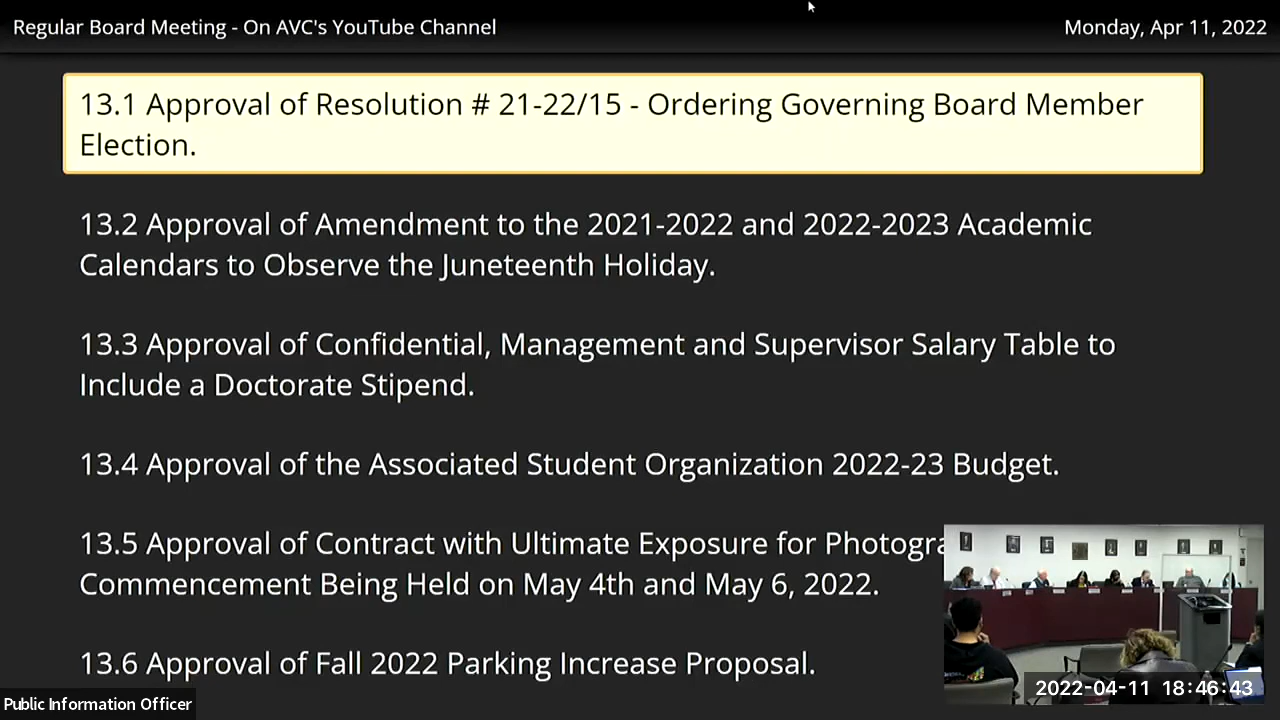 Regular Board Meeting - On AVC's YouTube Channel
Monday, Apr 11, 2022
13.1 Approval of Resolution # 21-22/15 - Ordering Governing Board Member
Election.
13.2 Approval of Amendment to the 2021-2022 and 2022-2023 Academic
Calendars to Observe the Juneteenth Holiday.
13.3 Approval of Confidential, Management and Supervisor Salary Table to
Include a Doctorate Stipend.
13.4 Approval of the Associated Student Organization 2022-23 Budget.
13.5 Approval of Contract with Ultimate Exposure for Photogra
Commencement Being Held on May 4th and May 6, 2022.
13.6 Approval of Fall 2022 Parking Increase Proposal.
2022-04-11 18:46:43
Public Information Officer